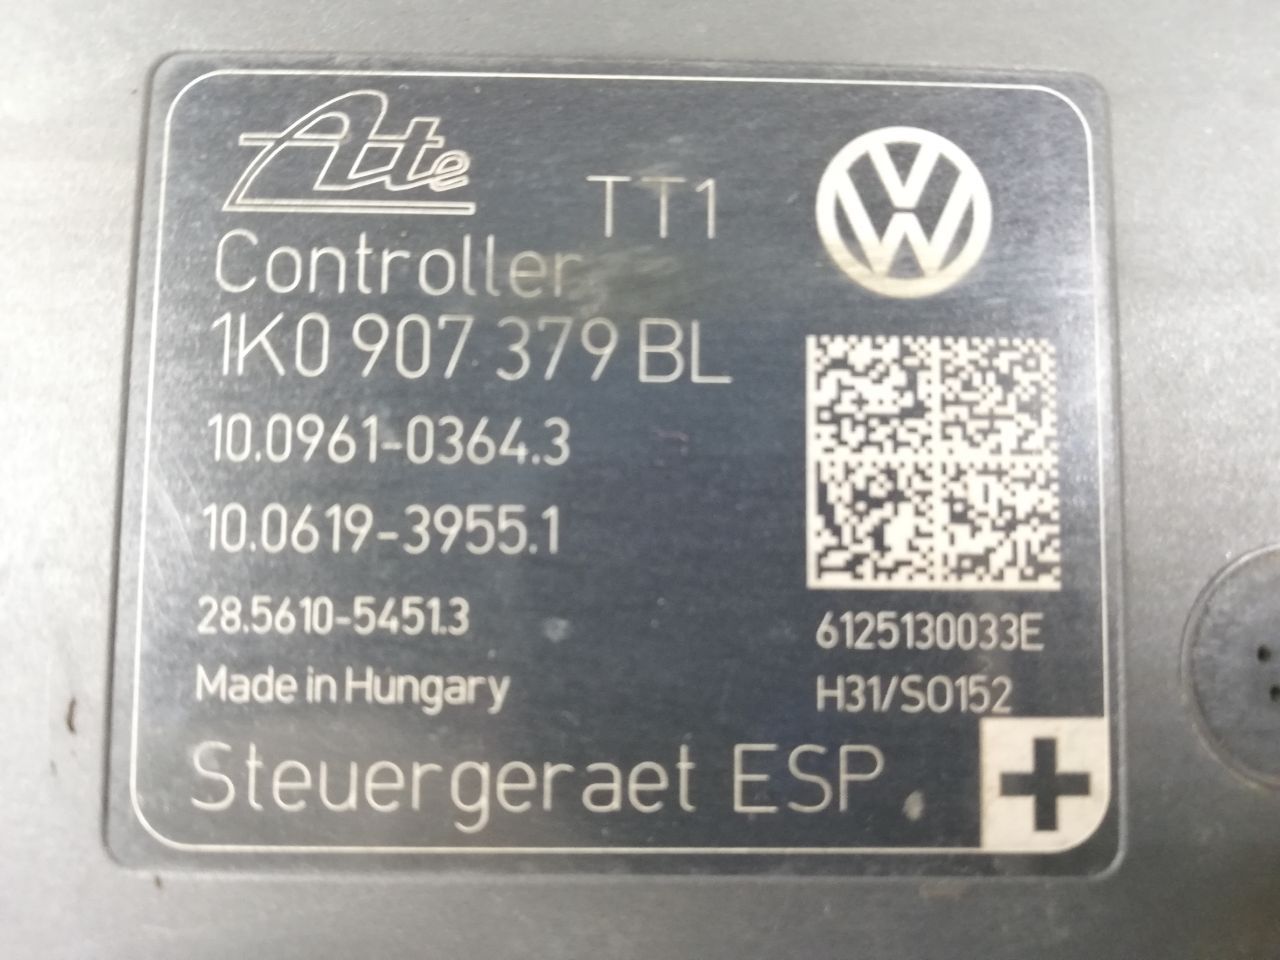 Ate
TT1
Controller
1K0 907 379 BL
10.0961-0364.3
10.0619-3955.1
28.5610-5451.3
Made in Hungary
6125130033E
H31/S0152
Steuergeraet ESP